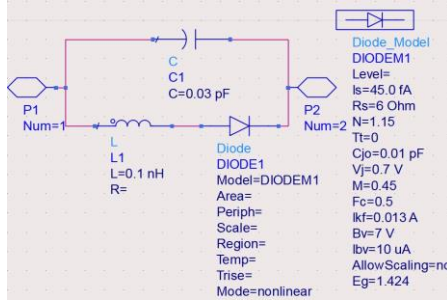 C
C1
C=0.03 pF
P1
Num=1
P2
Num=2
L
L1
L=0.1 nH
R=
Diode
DIODE1
Model=DIODEM1
Area=
Periph=
Scale=
Region=
Temp=
Trise=
Mode=nonlinear
Diode_Model
DIODEM1
Level=
Is=45.0 fA
Rs=6 Ohm
N=1.15
Tt=0
Cjo=0.01 pF
Vj=0.7 V
M=0.45
Fc=0.5
Ikf=0.013 A
Bv=7 V
Ibv=10 uA
AllowScaling=no
Eg=1.424